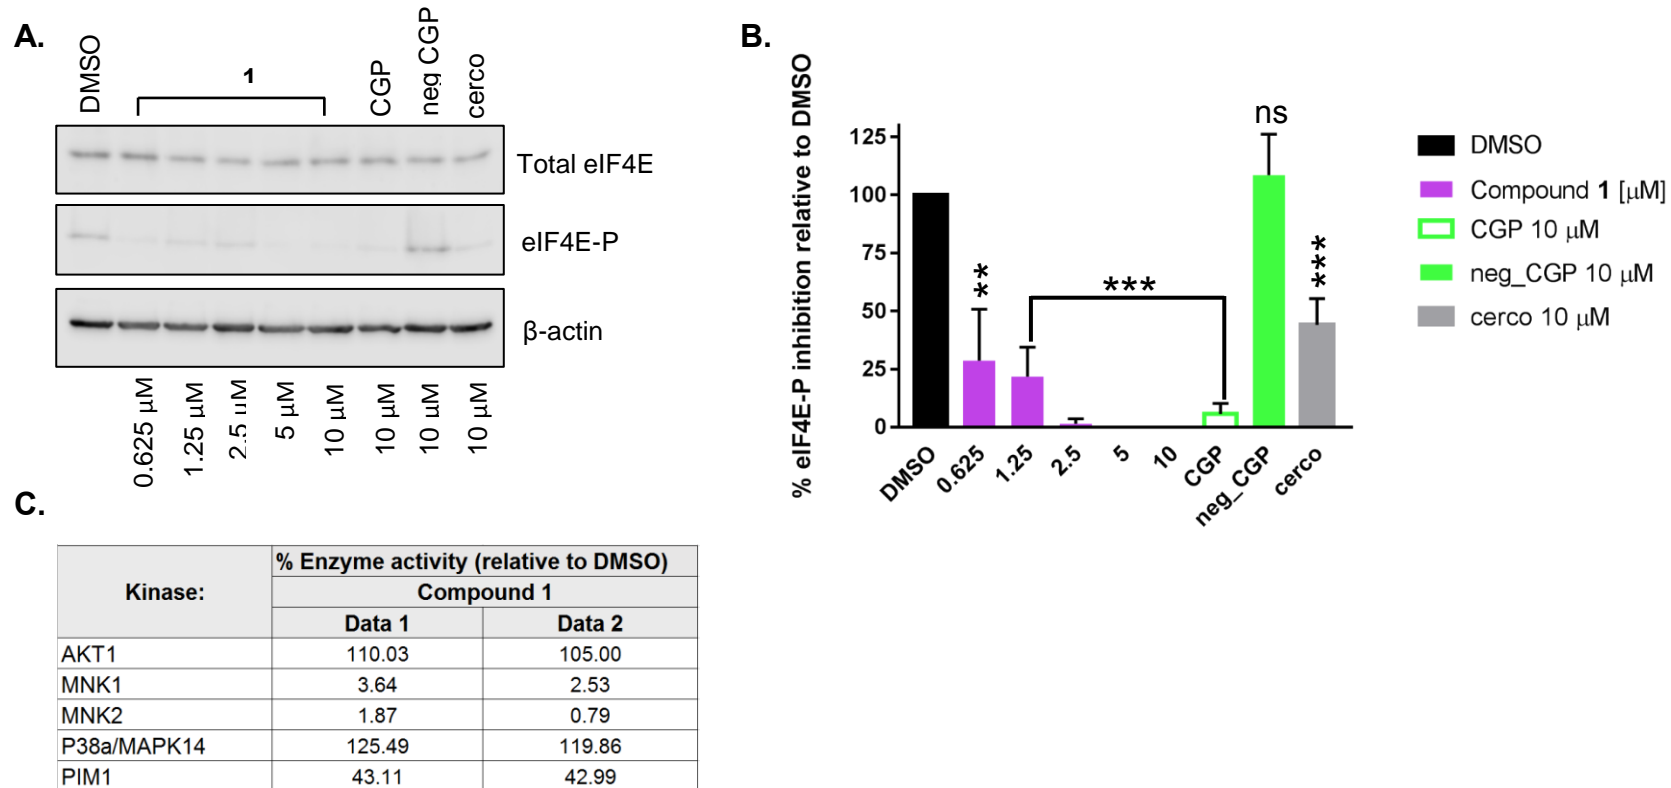 A.
DMSO
1
CGP
neg CGP
cerco
Total eIF4E
eIF4E-P
β-actin
0.625 µM
1.25 µM
2.5 uM
5 µM
10 µM
10 µM
10 uM
10 µM
B.
% eIF4E-P inhibition relative to DMSO
125
100
75
50
25
0
**
***
ns
***
DMSO
0.625
1.25
2.5
5
10
CGP
neg_CGP
cerco
DMSO
Compound 1 [µM]
CGP 10 µM
neg_CGP 10 µM
cerco 10 µM
C.
Kinase:
% Enzyme activity (relative to DMSO)
Compound 1
Data 1 Data 2
AKT1 110.03 105.00
MNK1 3.64 2.53
MNK2 1.87 0.79
P38a/MAPK14 125.49 119.86
PIM1 43.11 42.99